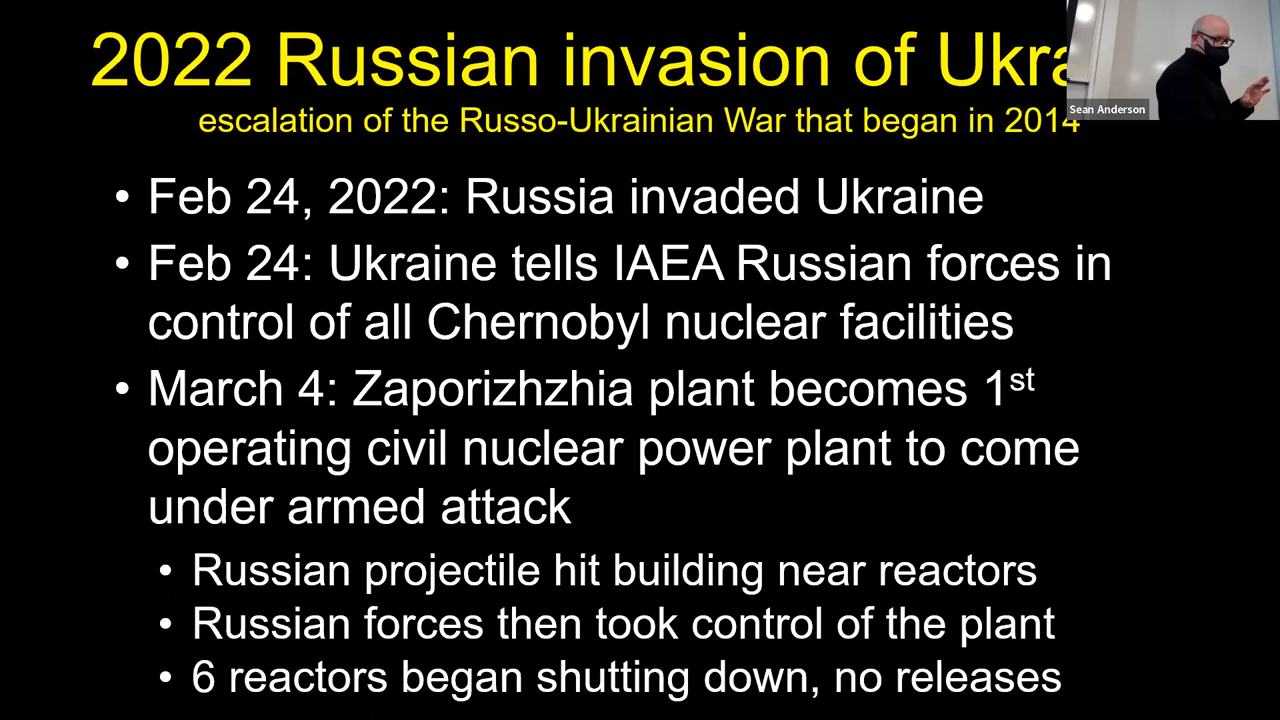 2022 Russian invasion of Ukra
escalation of the Russo-Ukrainian War that began in 2014
Sean Anderson
• Feb 24, 2022: Russia invaded Ukraine
• Feb 24: Ukraine tells IAEA Russian forces in
control of all Chernobyl nuclear facilities
• March 4: Zaporizhzhia plant becomes 1st
operating civil nuclear power plant to come
under armed attack
• Russian projectile hit building near reactors
• Russian forces then took control of the plant
• 6 reactors began shutting down, no releases